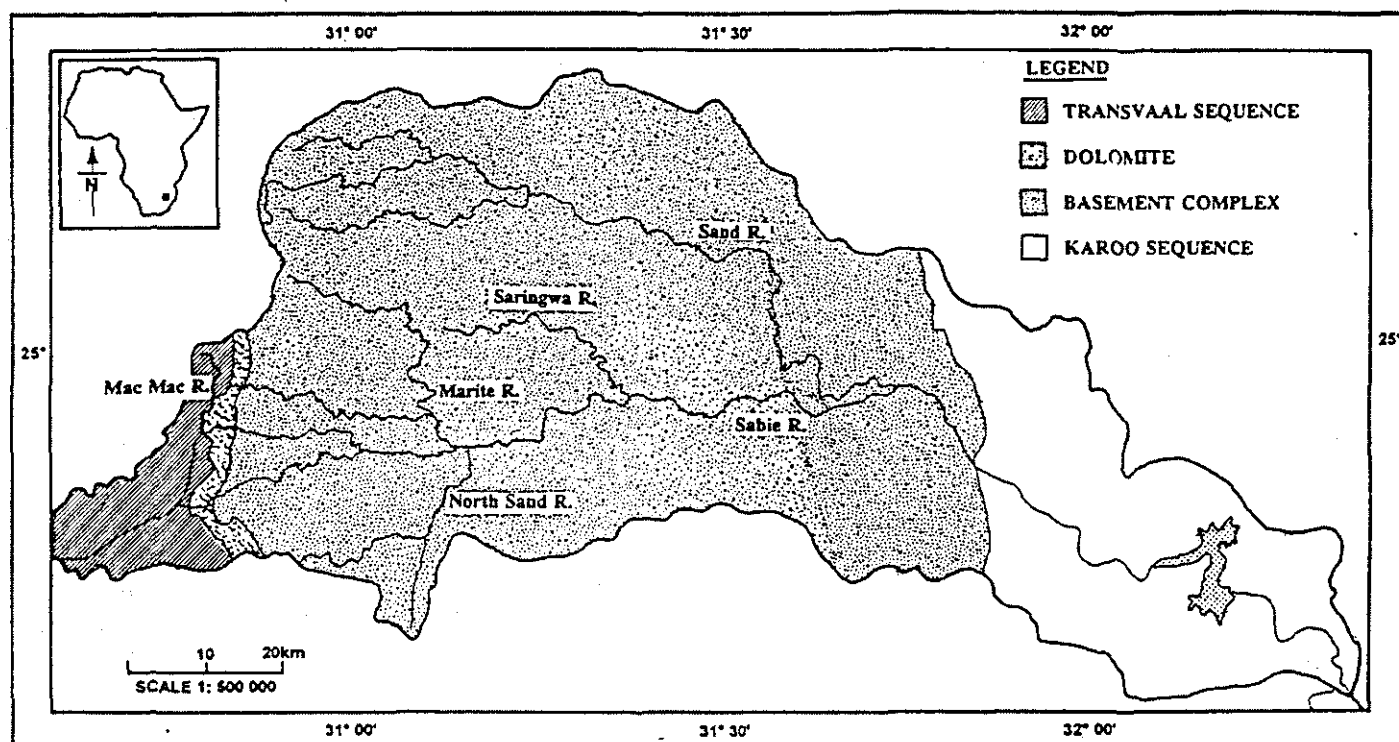 31° 00'
31° 30'
32° 00'
N
LEGEND
TRANSVAAL SEQUENCE
DOLOMITE
BASEMENT COMPLEX
KAROO SEQUENCE
Sand R.
Saringwa R.
25°
25°
Mac Mac R.
Marite R.
Sabie R.
North Sand R.
10 20km
SCALE 1: 500 000
31° 00'
31° 30'
32° 00'